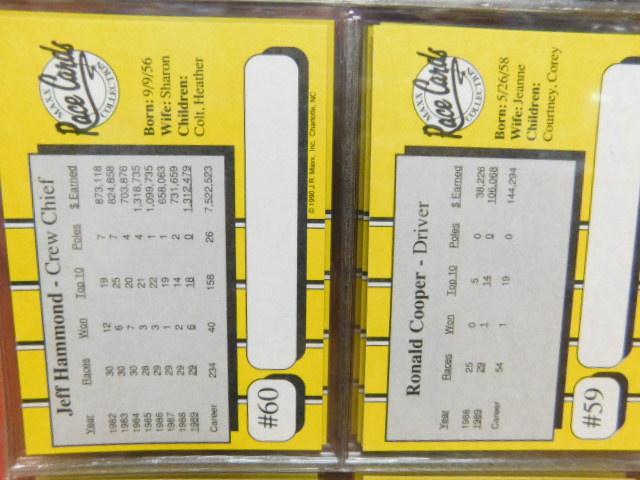 Jeff Hammond - Crew Chief
Year Races Won Top 10 Poles $ Earned
1982 30 12 19 7 873,118
1983 30 6 25 7 824,858
1984 30 7 20 4 703,876
1985 28 3 21 4 1,318,735
1986 29 3 22 1 1,099,735
1987 29 1 19 1 658,063
1988 29 2 14 2 731,659
1989 29 6 18 0 1,312,479
Career 234 40 158 26 7,522,523
MAXX
Race Cards
COLLECTION
Born: 9/9/56
Wife: Sharon
Children:
Colt, Heather
#60
© 1990 J.R. Maxx, Inc. Charlotte, NC
Ronald Cooper - Driver
Year Races Won Top 10 Poles $ Earned
1988 25 0 5 0 38,226
1989 29 1 14 0 106,068
Career 54 1 19 0 144,294
MAXX
Race Cards
COLLECTION
Born: 5/26/58
Wife: Jeanne
Children:
Courtney, Corey
#59